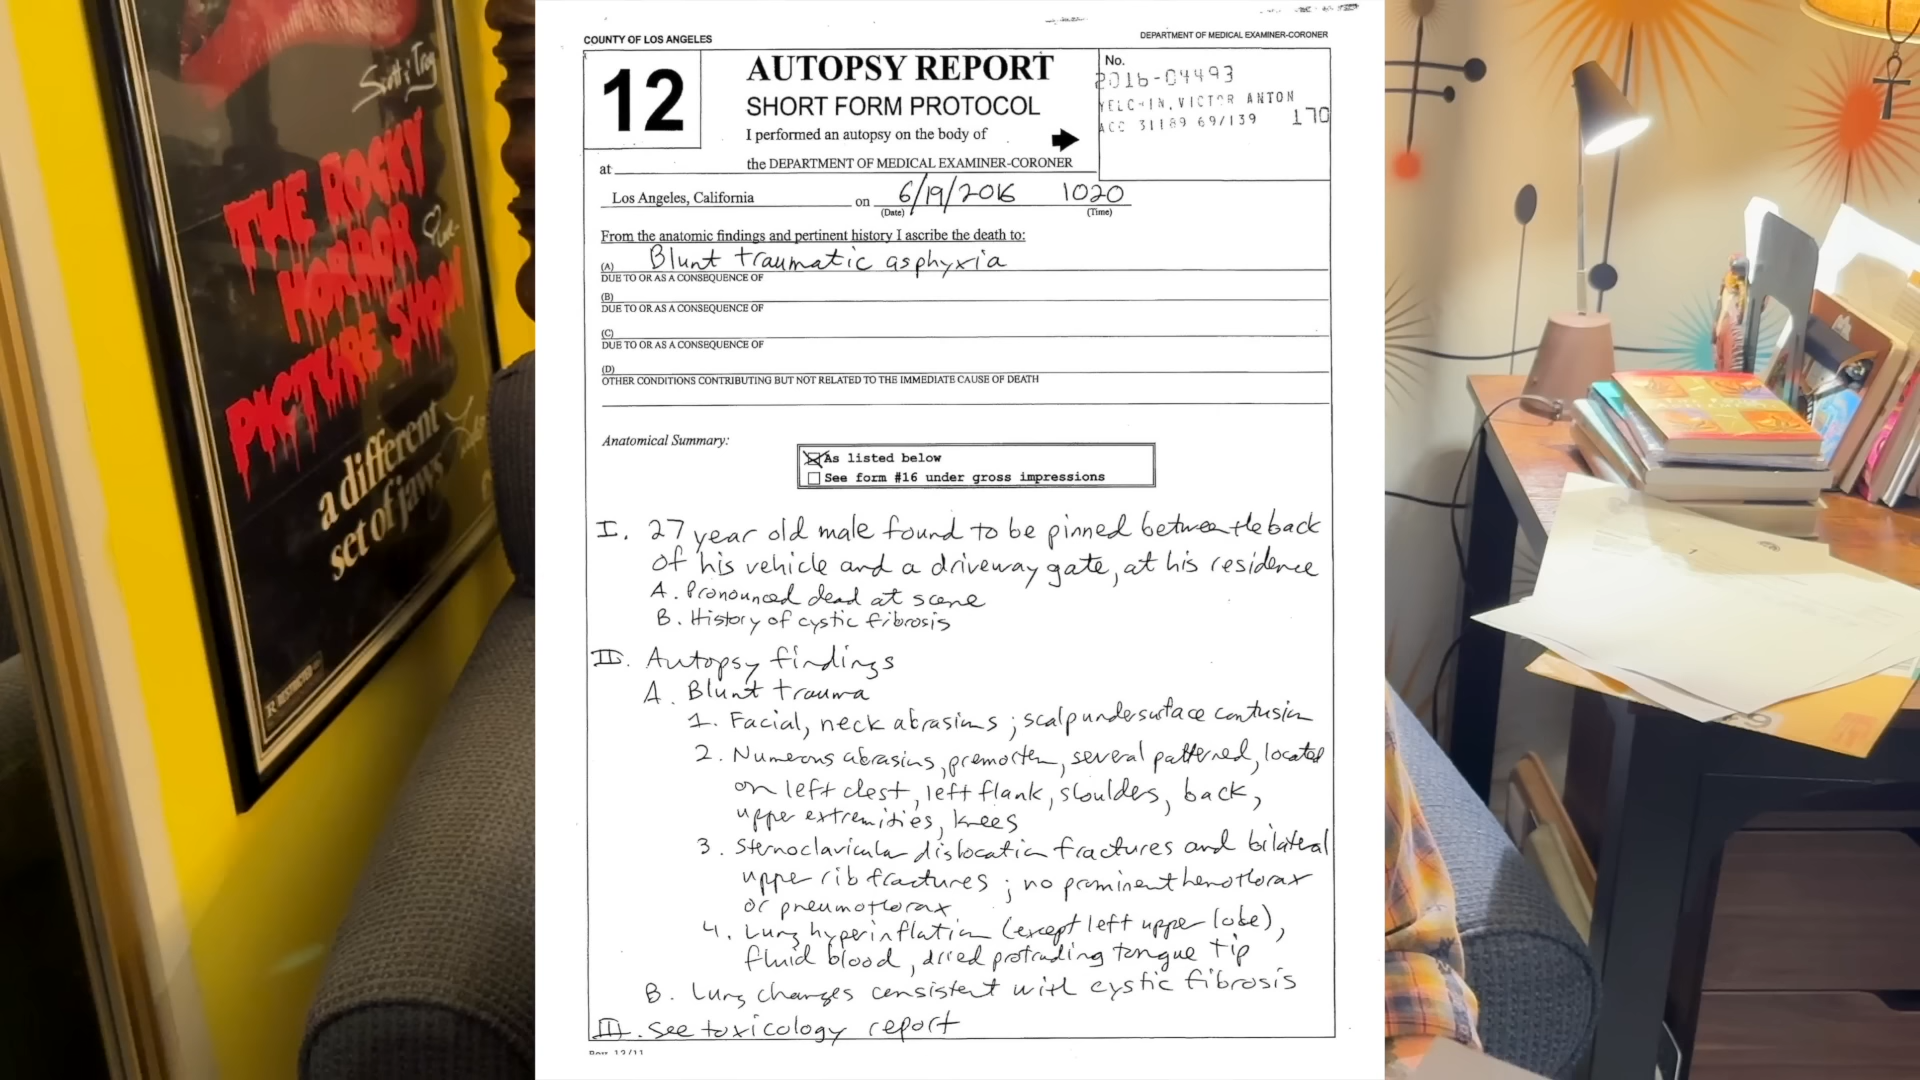 Scott; Troy
THE ROCKY
HORROR
PICTURE SHOW
a different
set of jaws
R RESTRICTED
COUNTY OF LOS ANGELES
DEPARTMENT OF MEDICAL EXAMINER-CORONER
12
AUTOPSY REPORT
SHORT FORM PROTOCOL
I performed an autopsy on the body of
No.
2016-04493
YELCHIN, VICTOR ANTON
ACC 31189 69/139 170
at
the DEPARTMENT OF MEDICAL EXAMINER-CORONER
Los Angeles, California on 6/19/2016 1020
(Date) (Time)
From the anatomic findings and pertinent history I ascribe the death to:
(A) Blunt traumatic asphyxia
DUE TO OR AS A CONSEQUENCE OF
(B)
DUE TO OR AS A CONSEQUENCE OF
(C)
DUE TO OR AS A CONSEQUENCE OF
(D)
OTHER CONDITIONS CONTRIBUTING BUT NOT RELATED TO THE IMMEDIATE CAUSE OF DEATH
Anatomical Summary:
As listed below
See form #16 under gross impressions
I. 27 year old male found to be pinned between the back
of his vehicle and a driveway gate, at his residence
A. Pronounced dead at scene
B. History of cystic fibrosis
II. Autopsy findings
A. Blunt trauma
1. Facial, neck abrasions; scalp undersurface contusion
2. Numerous abrasions, premortem, several patterned, located
on left chest, left flank, shoulders, back,
upper extremities, knees
3. Sternoclavicular dislocation fractures and bilateral
upper rib fractures; no prominent hemothorax
or pneumothorax
4. Lung hyperinflation (except left upper lobe),
fluid blood, dried protruding tongue tip
B. Lung changes consistent with cystic fibrosis
III. See toxicology report
Rev. 12/11